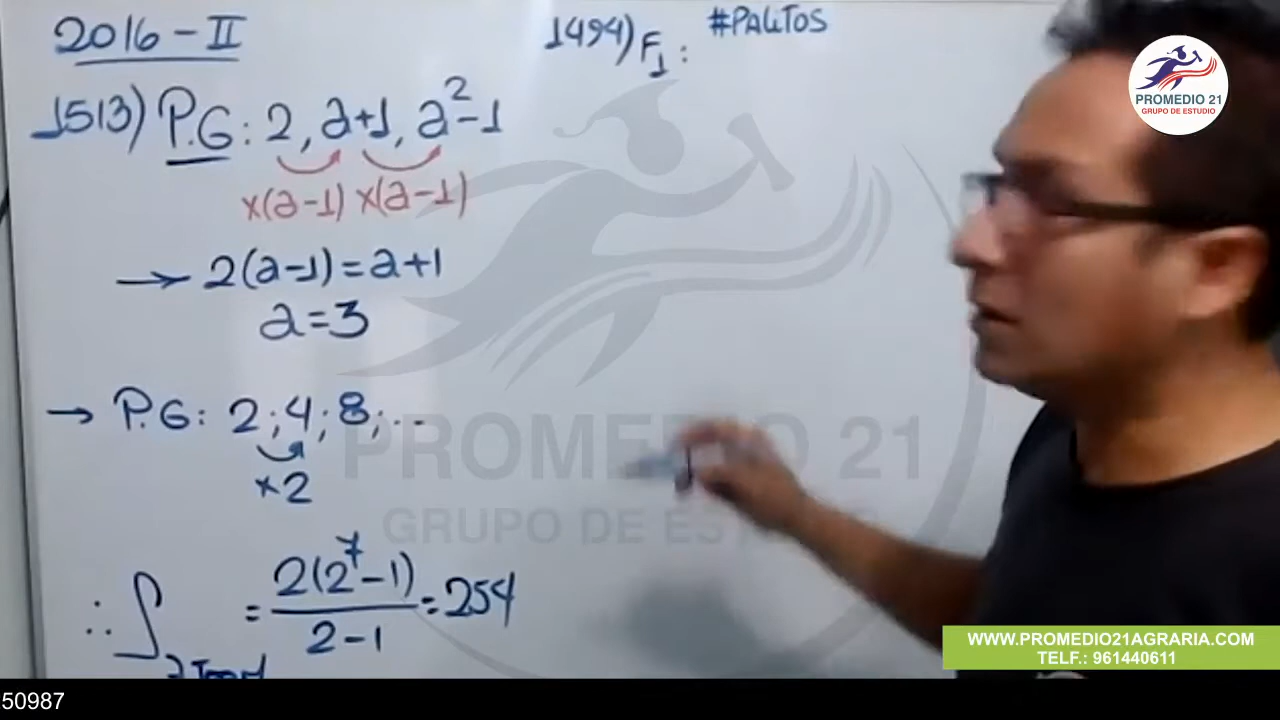 2016-II
1513) P.G: 2, a+1, a²-1
x(a-1) x(a-1)
→ 2(a-1)=a+1
a=3
→ P.G: 2; 4; 8; ...
x2
∴ S = 2(2⁷-1) / 2-1 = 254
1494) F₁: #PALITOS
PROMEDIO 21
GRUPO DE ESTUDIO
PROMEDIO 21
GRUPO DE ES
WWW.PROMEDIO21AGRARIA.COM
TELF.: 961440611
50987